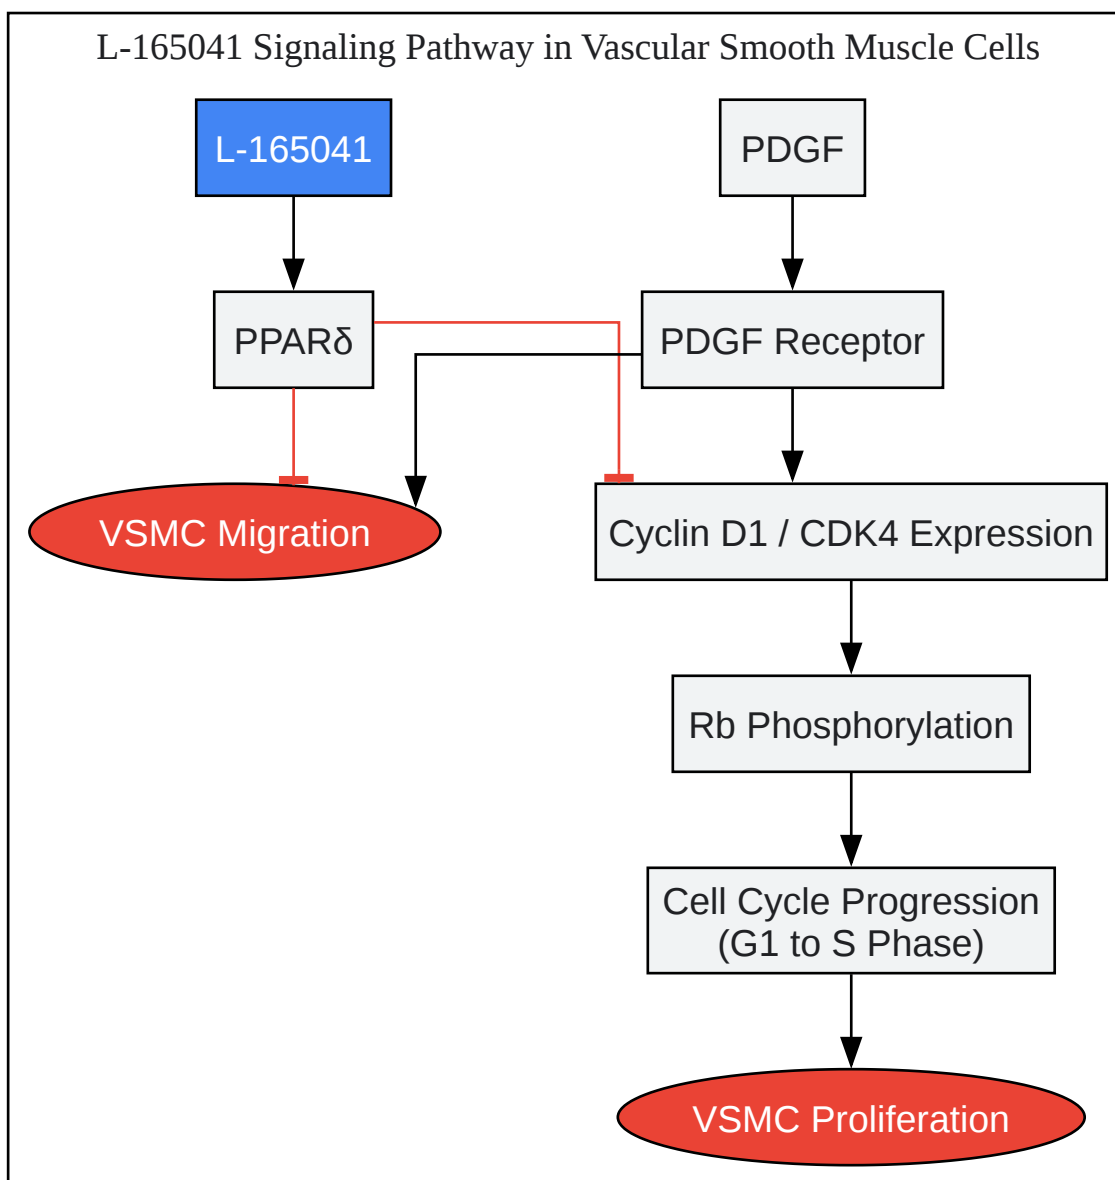 L-165041 Signaling Pathway in Vascular Smooth Muscle Cells
L-165041
PDGF
PPARδ
PDGF Receptor
VSMC Migration
Cyclin D1 / CDK4 Expression
Rb Phosphorylation
Cell Cycle Progression
(G1 to S Phase)
VSMC Proliferation